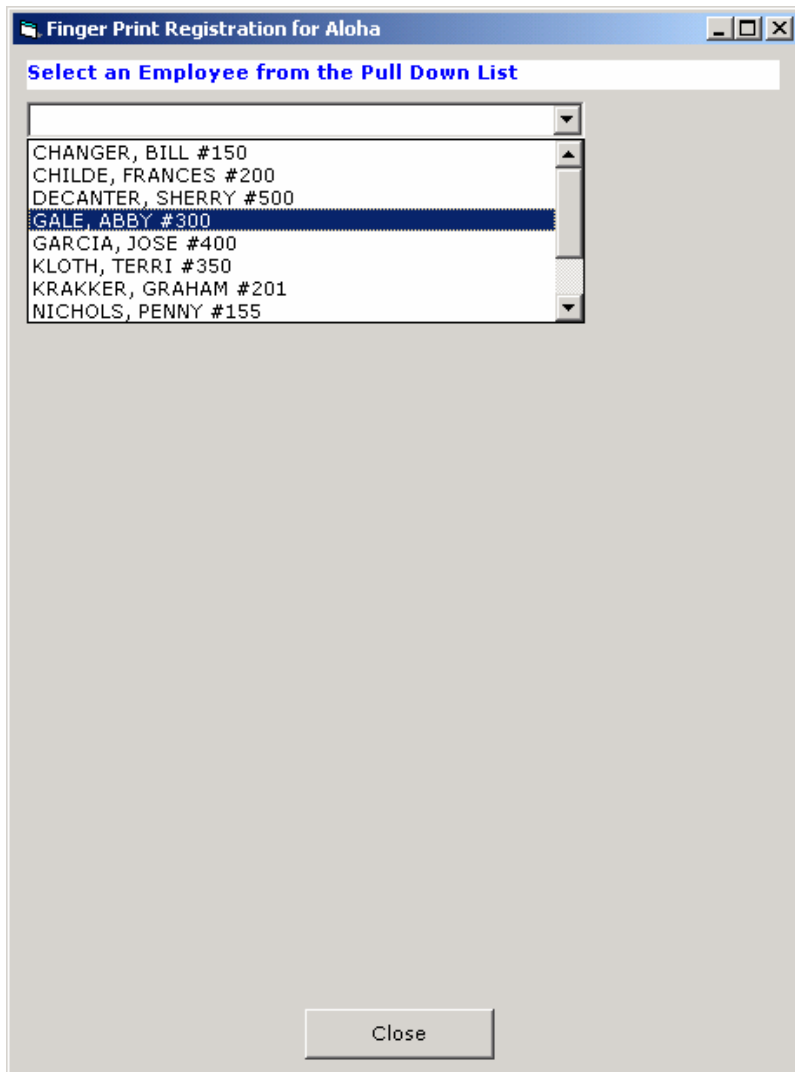 Finger Print Registration for Aloha
Select an Employee from the Pull Down List
CHANGER, BILL #150
CHILDE, FRANCES #200
DECANTER, SHERRY #500
GALE, ABBY #300
GARCIA, JOSE #400
KLOTH, TERRI #350
KRAKKER, GRAHAM #201
NICHOLS, PENNY #155
Close